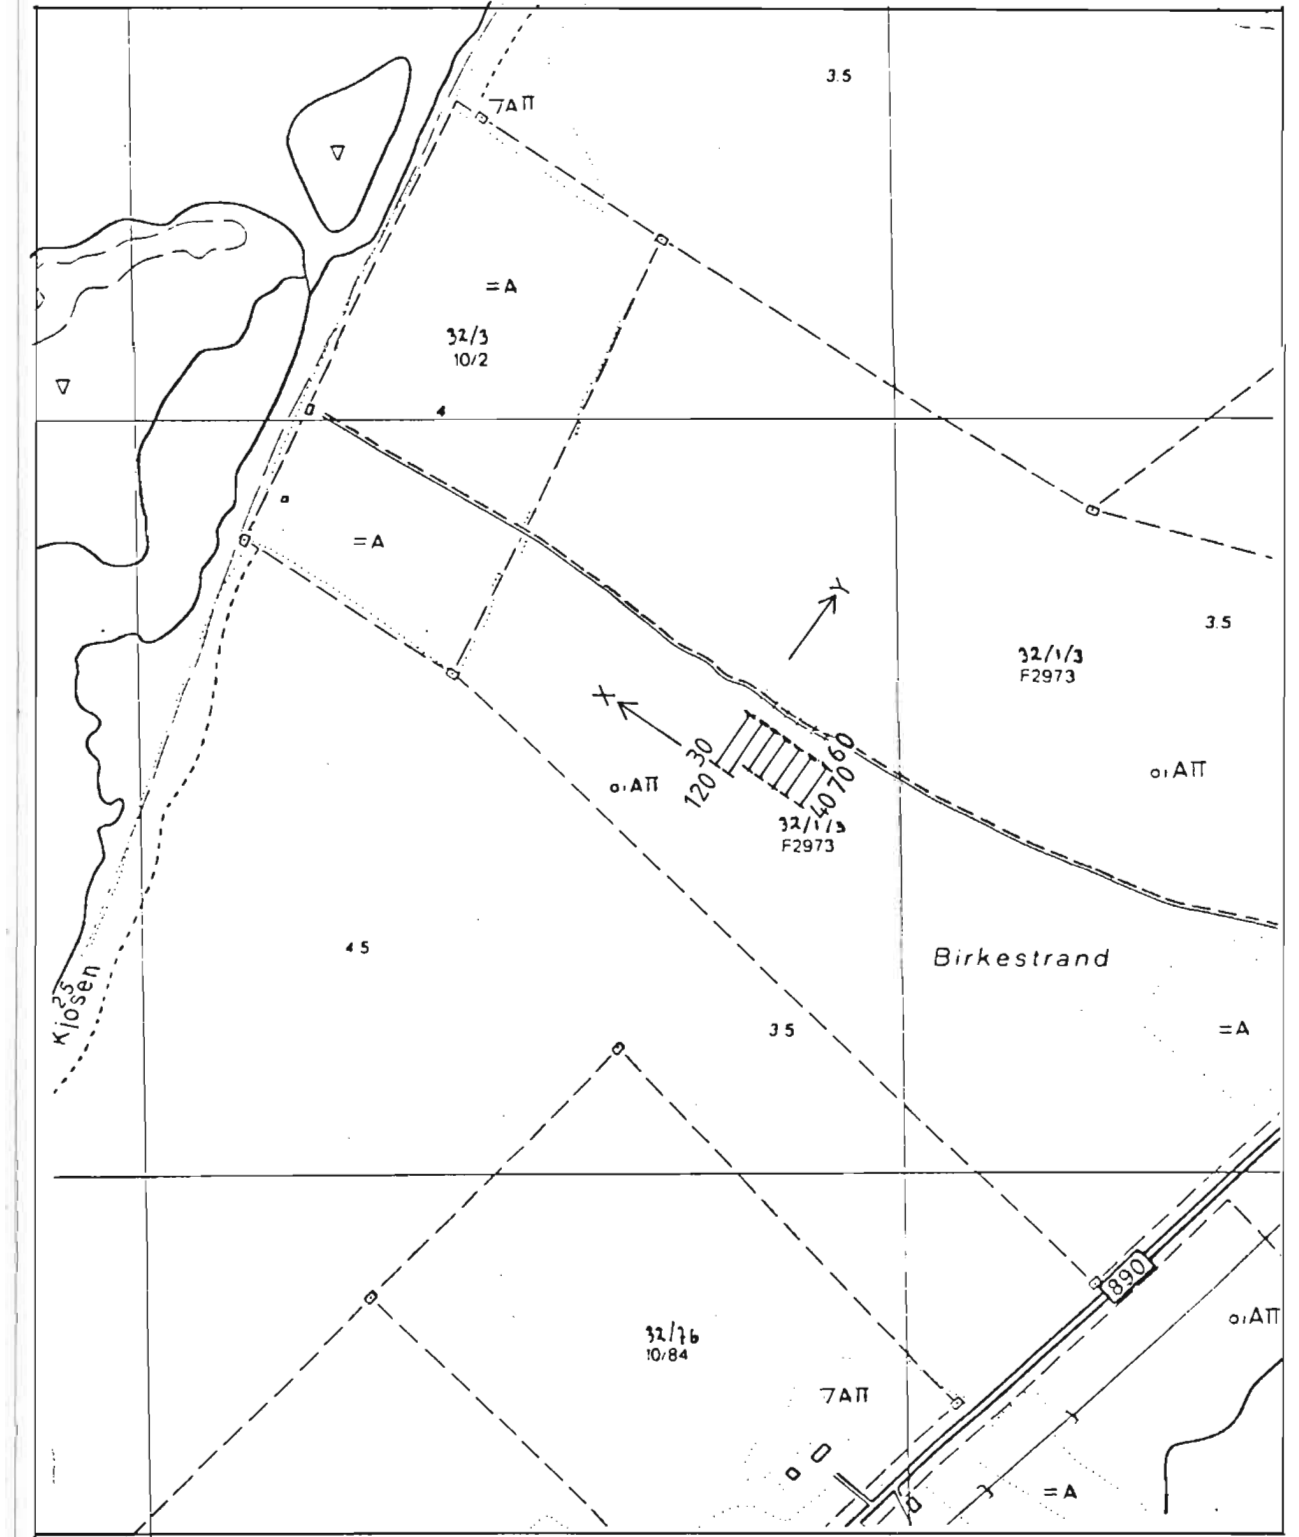 3.5
7AΠ
=A
32/3
10/2
4
=A
Y
3.5
32/1/3
F2973
X
30
60
o,AΠ
120
70
40
o,AΠ
32/1/3
F2973
4 5
Birkestrand
2 5
Kjosen
3 5
=A
890
o,AΠ
32/76
10/84
7AΠ
=A